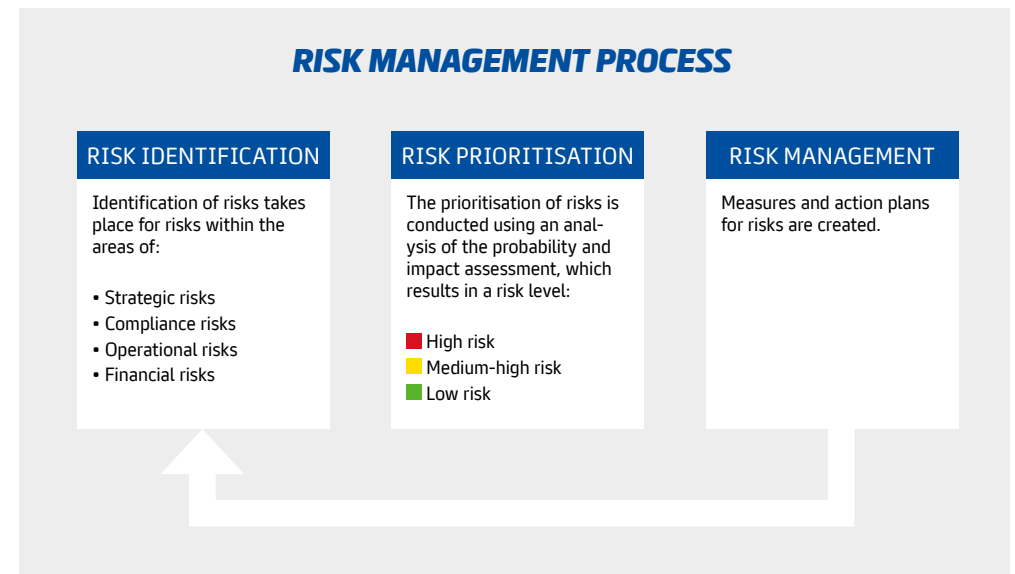 RISK MANAGEMENT PROCESS
RISK IDENTIFICATION
Identification of risks takes
place for risks within the
areas of:
• Strategic risks
• Compliance risks
• Operational risks
• Financial risks
RISK PRIORITISATION
The prioritisation of risks is
conducted using an anal-
ysis of the probability and
impact assessment, which
results in a risk level:
High risk
Medium-high risk
Low risk
RISK MANAGEMENT
Measures and action plans
for risks are created.